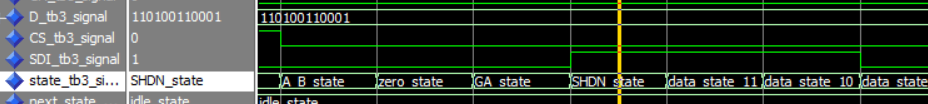 D_tb3_signal 110100110001 110100110001
CS_tb3_signal 0
SDI_tb3_signal 1
state_tb3_si... SHDN_state A_B_state zero_state GA_state SHDN_state data_state_11 data_state_10 data_state
next_state idle_state idle_state